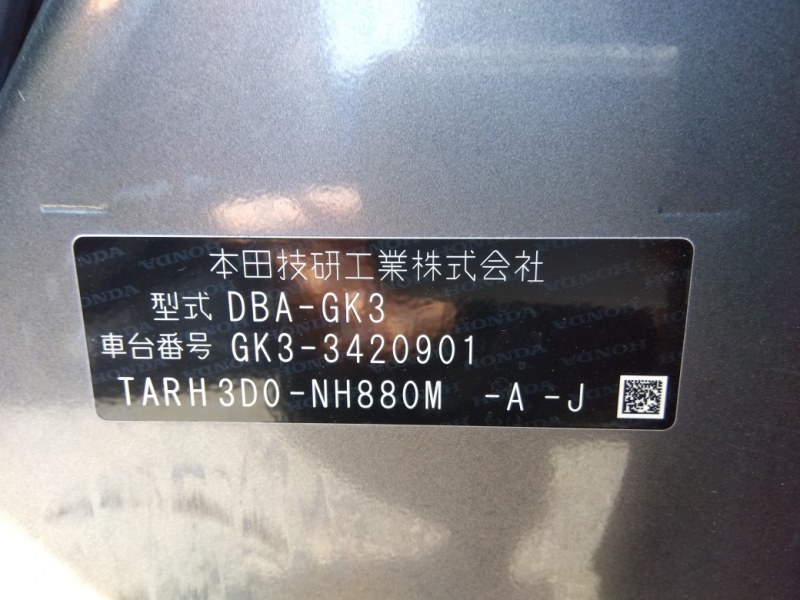 本田技研工業株式会社
型式 DBA-GK3
車台番号 GK3-3420901
TARH3D0-NH880M -A-J